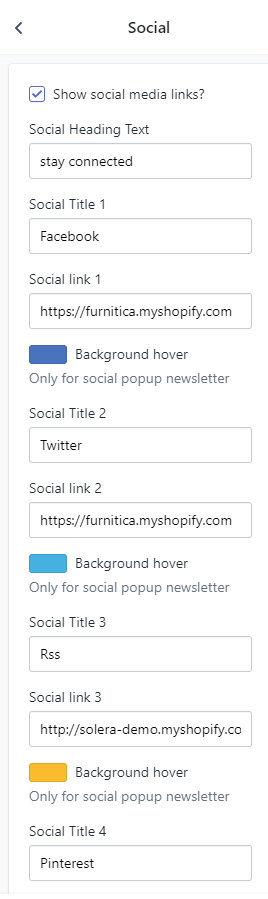 Social
Show social media links?
Social Heading Text
stay connected
Social Title 1
Facebook
Social link 1
https://furnitica.myshopify.com
Background hover
Only for social popup newsletter
Social Title 2
Twitter
Social link 2
https://furnitica.myshopify.com
Background hover
Only for social popup newsletter
Social Title 3
Rss
Social link 3
http://solera-demo.myshopify.co
Background hover
Only for social popup newsletter
Social Title 4
Pinterest